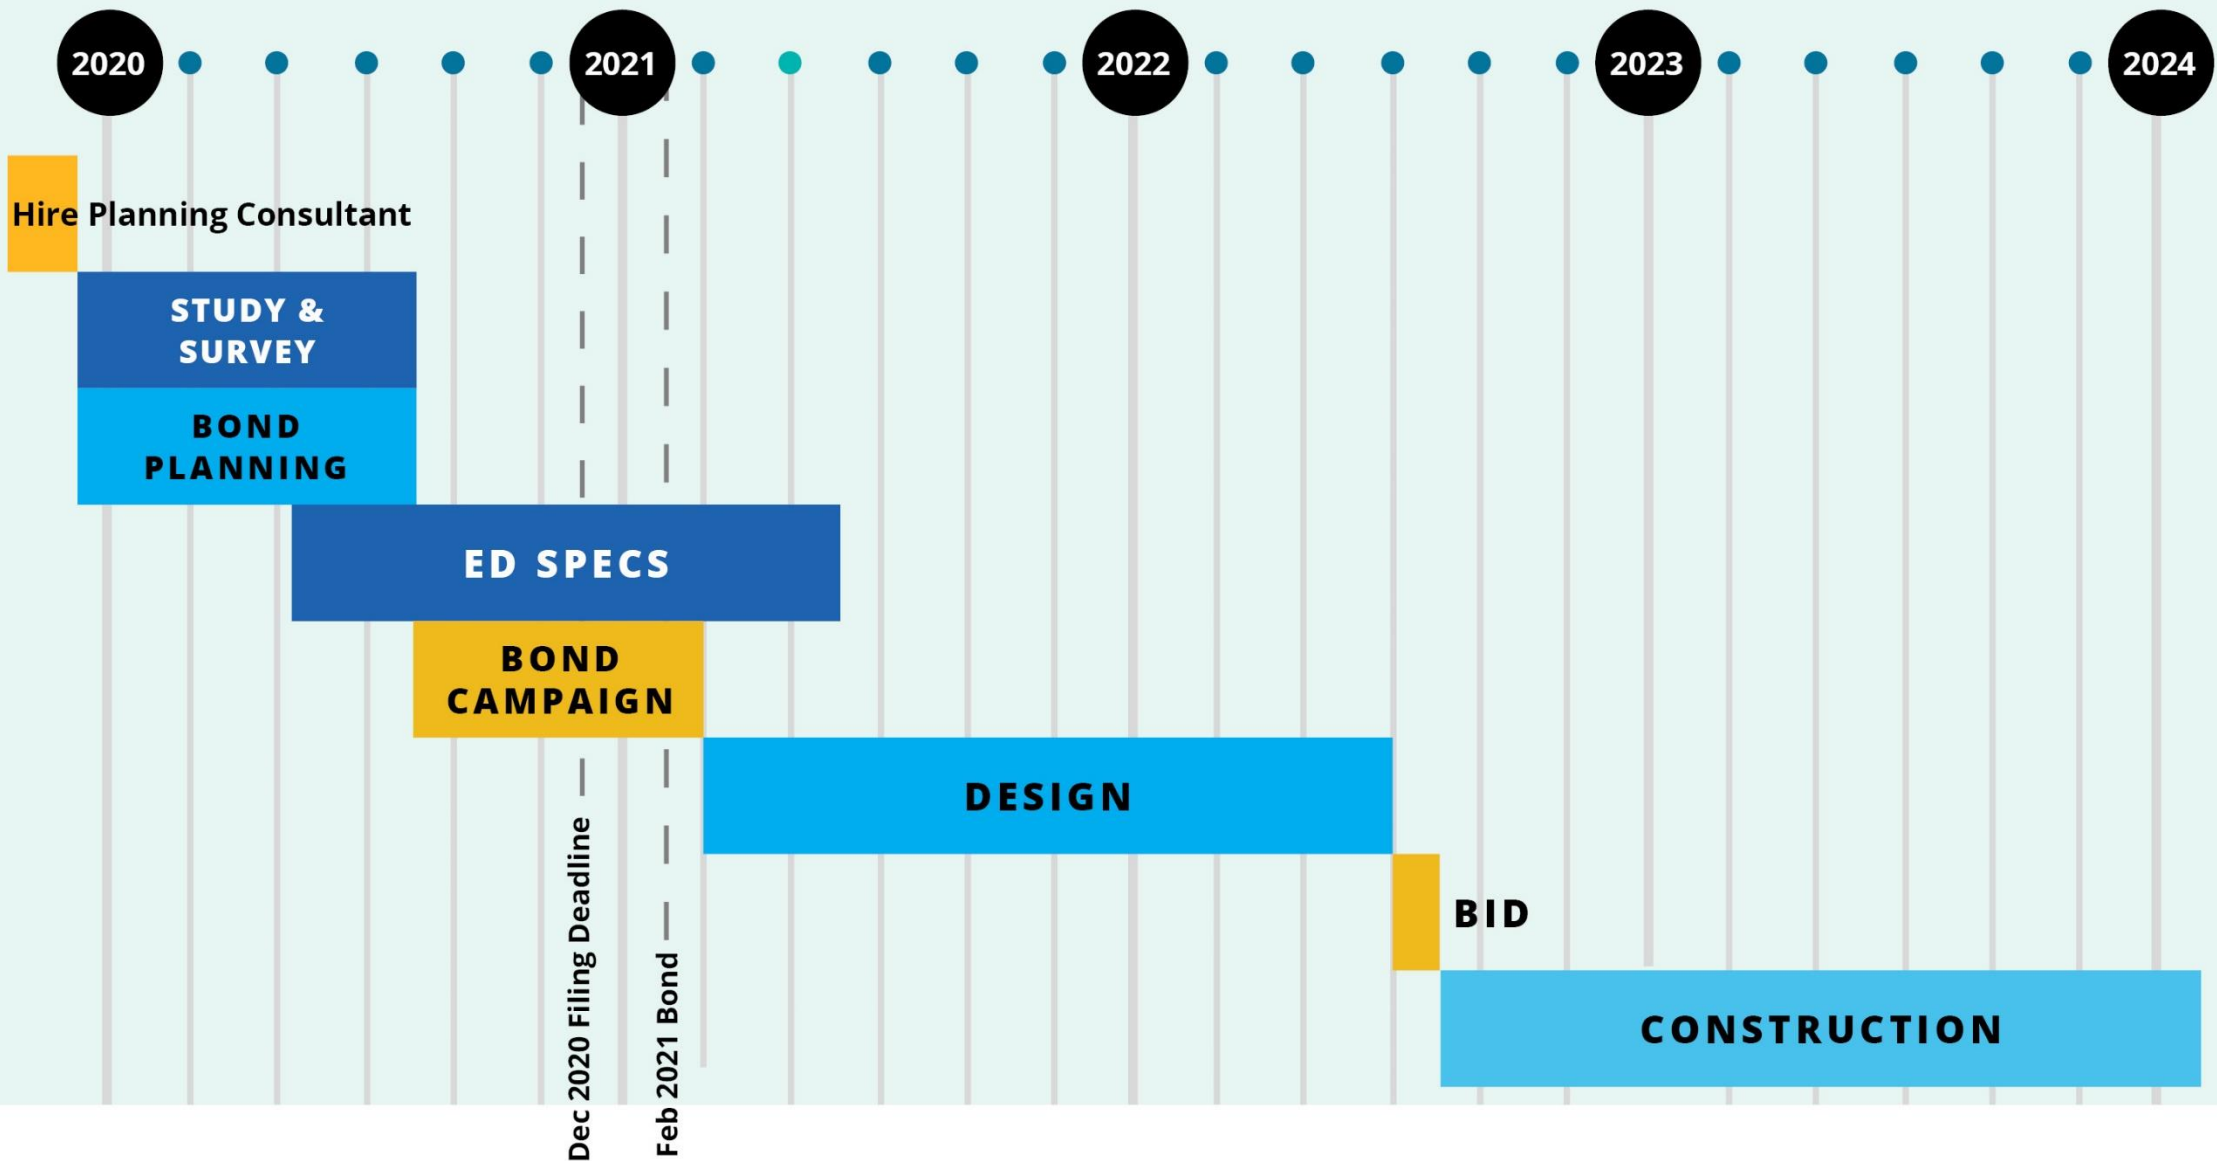 2020 2021 2022 2023 2024
Hire Planning Consultant
STUDY &
SURVEY
BOND
PLANNING
ED SPECS
BOND
CAMPAIGN
DESIGN
BID
CONSTRUCTION
Dec 2020 Filing Deadline
Feb 2021 Bond